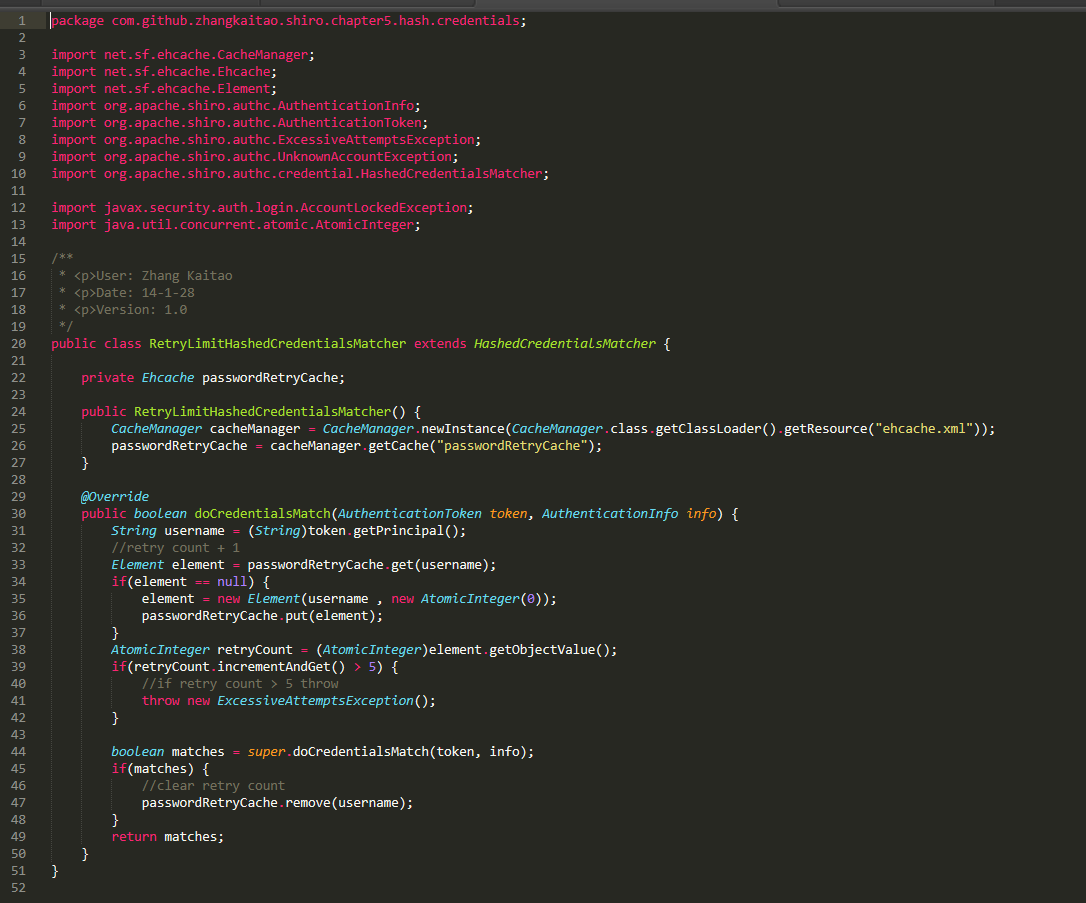 1 package com.github.zhangkaitao.shiro.chapter5.hash.credentials;
2
3 import net.sf.ehcache.CacheManager;
4 import net.sf.ehcache.Ehcache;
5 import net.sf.ehcache.Element;
6 import org.apache.shiro.authc.AuthenticationInfo;
7 import org.apache.shiro.authc.AuthenticationToken;
8 import org.apache.shiro.authc.ExcessiveAttemptsException;
9 import org.apache.shiro.authc.UnknownAccountException;
10 import org.apache.shiro.authc.credential.HashedCredentialsMatcher;
11
12 import javax.security.auth.login.AccountLockedException;
13 import java.util.concurrent.atomic.AtomicInteger;
14
15 /**
16  * <p>User: Zhang Kaitao
17  * <p>Date: 14-1-28
18  * <p>Version: 1.0
19  */
20 public class RetryLimitHashedCredentialsMatcher extends HashedCredentialsMatcher {
21
22     private Ehcache passwordRetryCache;
23
24     public RetryLimitHashedCredentialsMatcher() {
25         CacheManager cacheManager = CacheManager.newInstance(CacheManager.class.getClassLoader().getResource("ehcache.xml"));
26         passwordRetryCache = cacheManager.getCache("passwordRetryCache");
27     }
28
29     @Override
30     public boolean doCredentialsMatch(AuthenticationToken token, AuthenticationInfo info) {
31         String username = (String)token.getPrincipal();
32         //retry count + 1
33         Element element = passwordRetryCache.get(username);
34         if(element == null) {
35             element = new Element(username , new AtomicInteger(0));
36             passwordRetryCache.put(element);
37         }
38         AtomicInteger retryCount = (AtomicInteger)element.getObjectValue();
39         if(retryCount.incrementAndGet() > 5) {
40             //if retry count > 5 throw
41             throw new ExcessiveAttemptsException();
42         }
43
44         boolean matches = super.doCredentialsMatch(token, info);
45         if(matches) {
46             //clear retry count
47             passwordRetryCache.remove(username);
48         }
49         return matches;
50     }
51 }
52